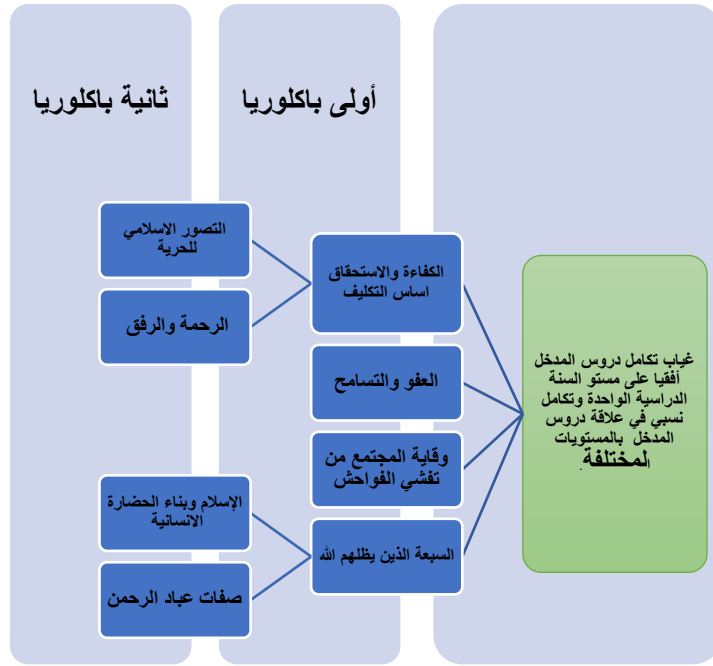 أولى باكلوريا
ثانية باكلوريا
غياب تكامل دروس المدخل
أفقيا على مستو السنة
الدراسية الواحدة وتكامل
نسبي في علاقة دروس
المدخل بالمستويات
المختلفة.
الكفاءة والاستحقاق
اساس التكليف
العفو والتسامح
وقاية المجتمع من
تفشي الفواحش
السبعة الذين يظلهم الله
التصور الاسلامي
للحرية
الرحمة والرفق
الإسلام وبناء الحضارة
الانسانية
صفات عباد الرحمن